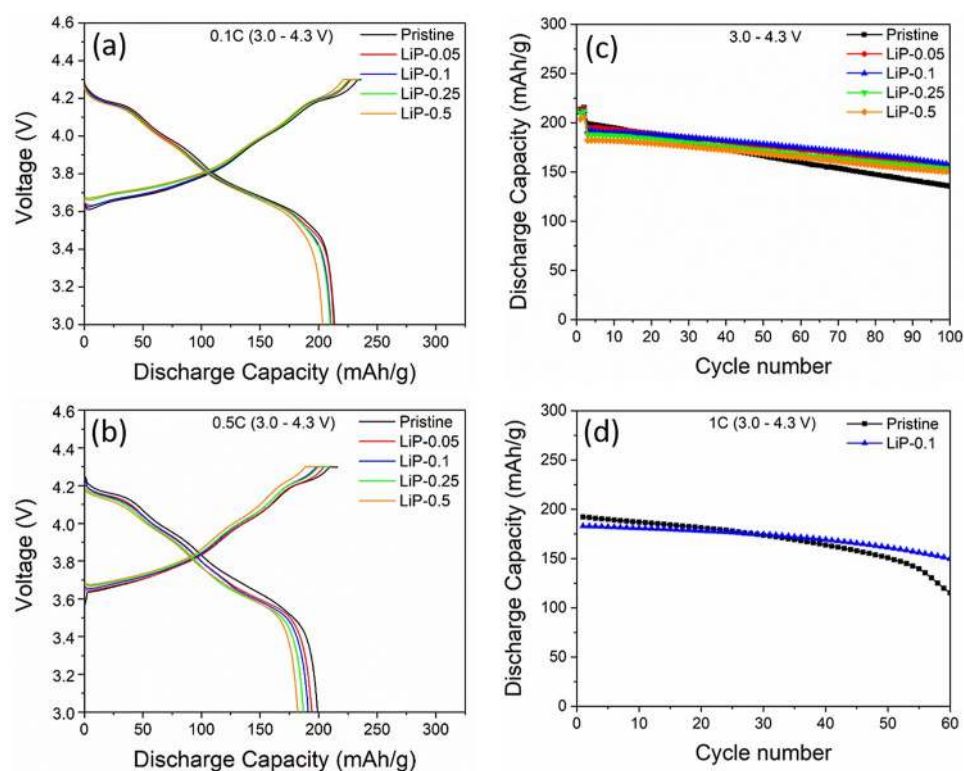 (a)
0.1C (3.0 - 4.3 V)
Pristine
LiP-0.05
LiP-0.1
LiP-0.25
LiP-0.5
4.6
4.4
4.2
4.0
3.8
3.6
3.4
3.2
3.0
Voltage (V)
0 50 100 150 200 250 300
Discharge Capacity (mAh/g)
(c)
3.0 - 4.3 V
Pristine
LiP-0.05
LiP-0.1
LiP-0.25
LiP-0.5
300
250
200
150
100
50
0
Discharge Capacity (mAh/g)
0 10 20 30 40 50 60 70 80 90 100
Cycle number
(b)
0.5C (3.0 - 4.3 V)
Pristine
LiP-0.05
LiP-0.1
LiP-0.25
LiP-0.5
4.6
4.4
4.2
4.0
3.8
3.6
3.4
3.2
3.0
Voltage (V)
0 50 100 150 200 250 300
Discharge Capacity (mAh/g)
(d)
1C (3.0 - 4.3 V)
Pristine
LiP-0.1
300
250
200
150
100
50
0
Discharge Capacity (mAh/g)
0 10 20 30 40 50 60
Cycle number